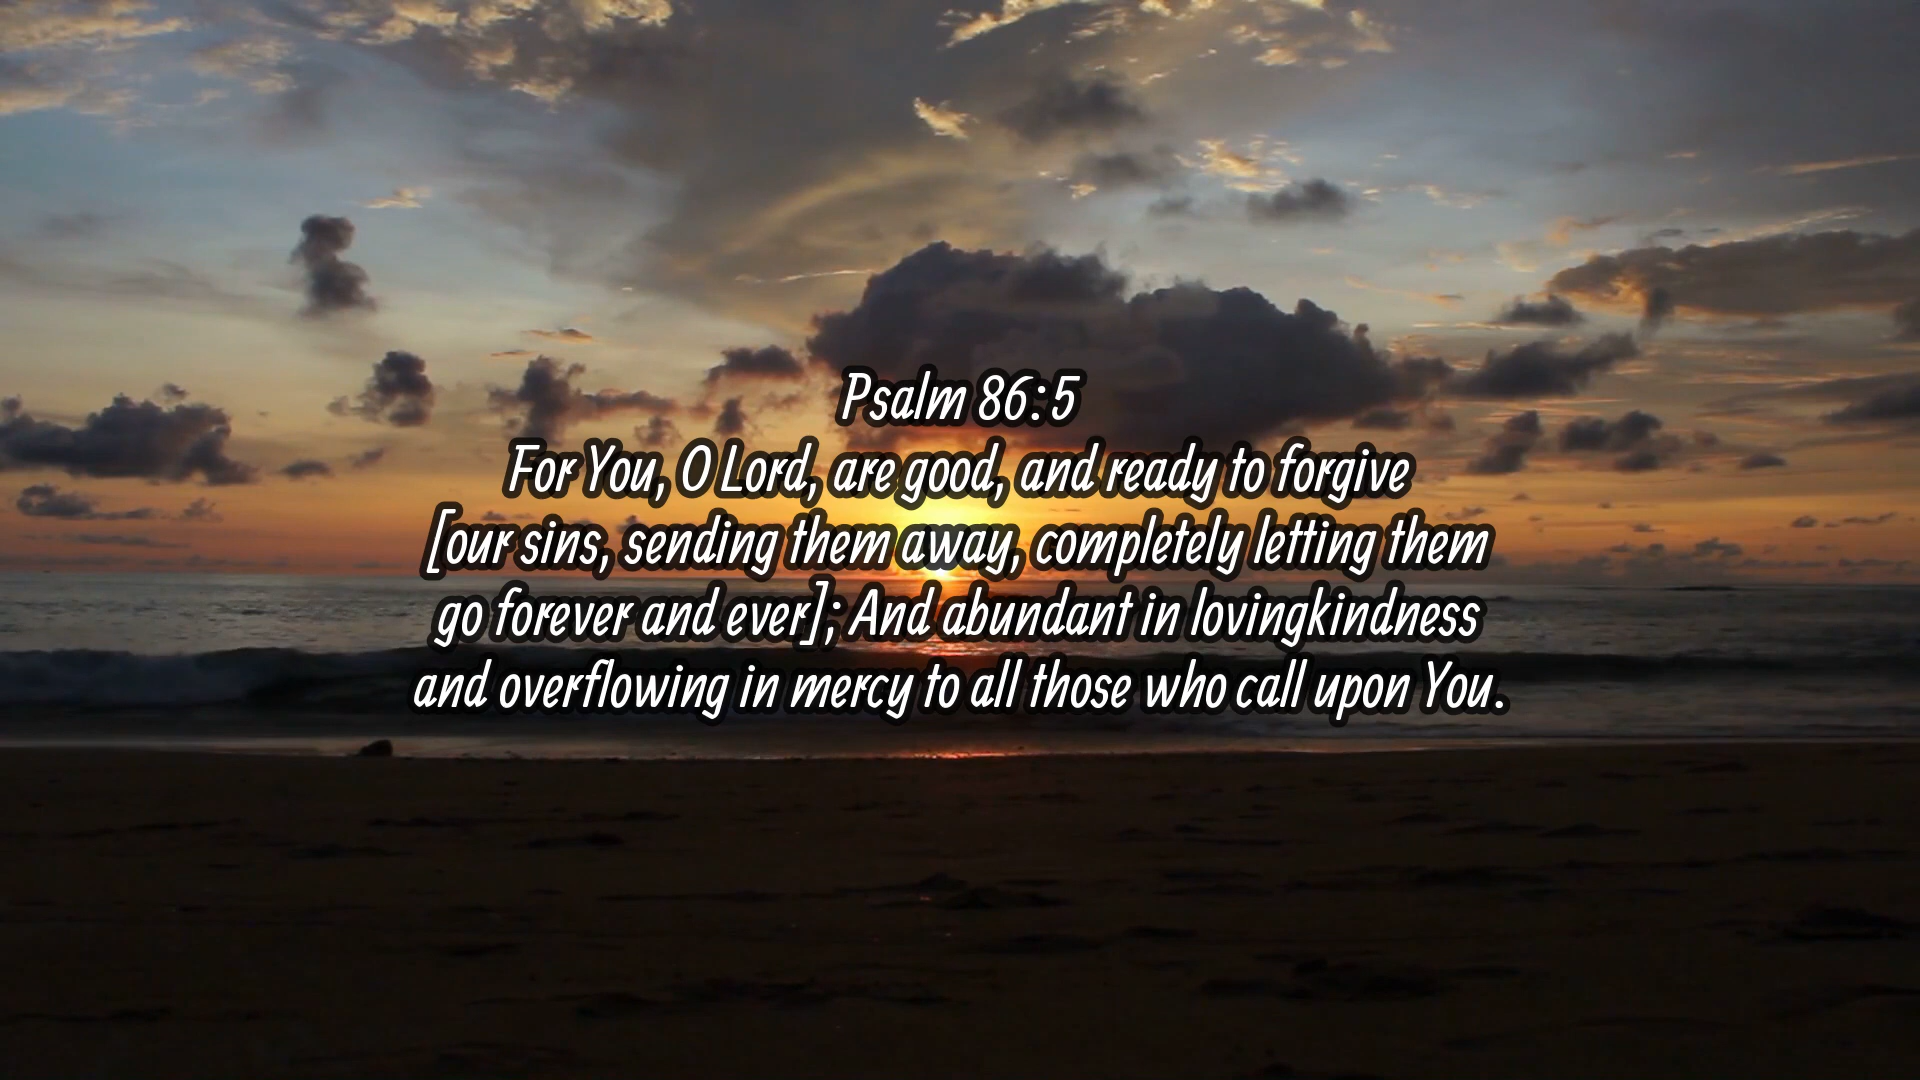 Psalm 86:5
For You, O Lord, are good, and ready to forgive
[our sins, sending them away, completely letting them
go forever and ever]; And abundant in lovingkindness
and overflowing in mercy to all those who call upon You.